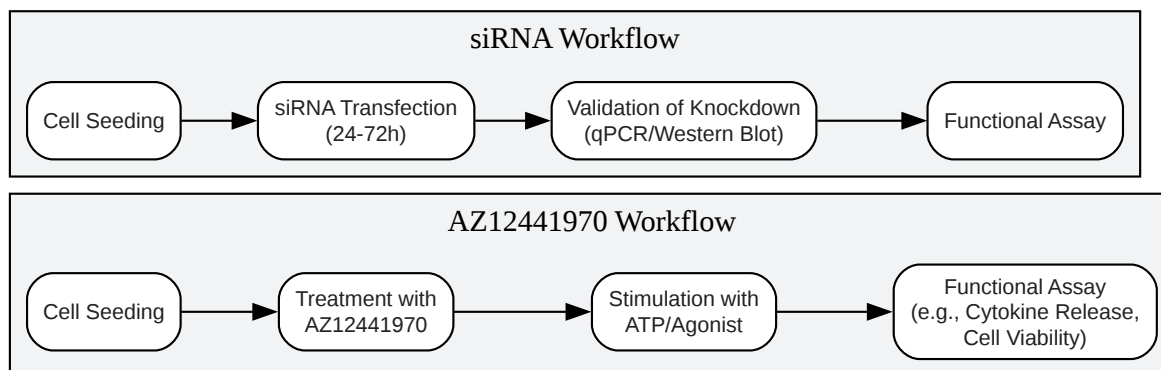 siRNA Workflow
Cell Seeding
siRNA Transfection
(24-72h)
Validation of Knockdown
(qPCR/Western Blot)
Functional Assay
AZ12441970 Workflow
Cell Seeding
Treatment with
AZ12441970
Stimulation with
ATP/Agonist
Functional Assay
(e.g., Cytokine Release,
Cell Viability)